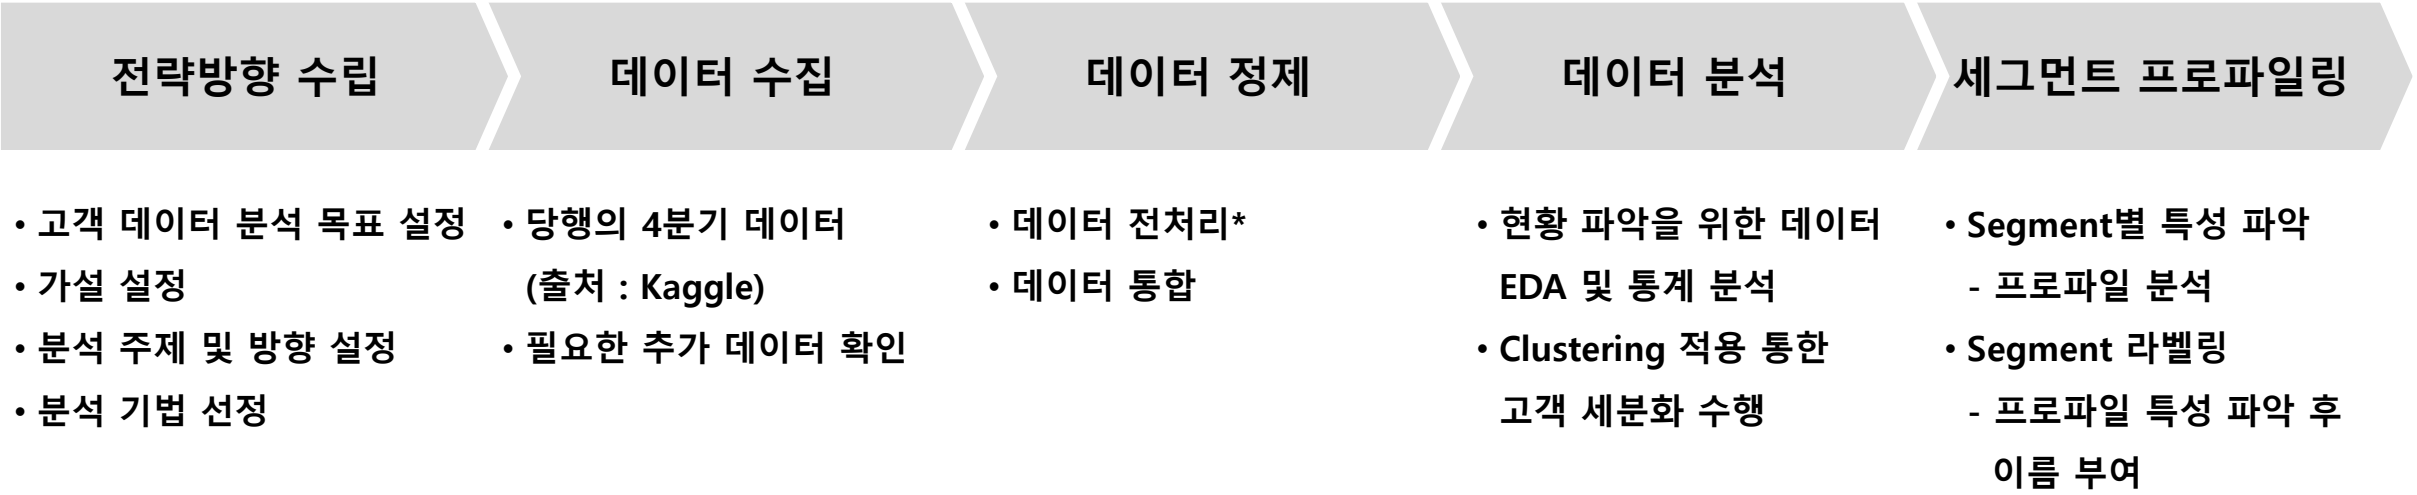 전략방향 수립
데이터 수집
데이터 정제
데이터 분석
세그먼트 프로파일링
• 고객 데이터 분석 목표 설정
• 가설 설정
• 분석 주제 및 방향 설정
• 분석 기법 선정
• 당행의 4분기 데이터
(출처 : Kaggle)
• 필요한 추가 데이터 확인
• 데이터 전처리*
• 데이터 통합
• 현황 파악을 위한 데이터
EDA 및 통계 분석
• Clustering 적용 통한
고객 세분화 수행
• Segment별 특성 파악
- 프로파일 분석
• Segment 라벨링
- 프로파일 특성 파악 후
이름 부여